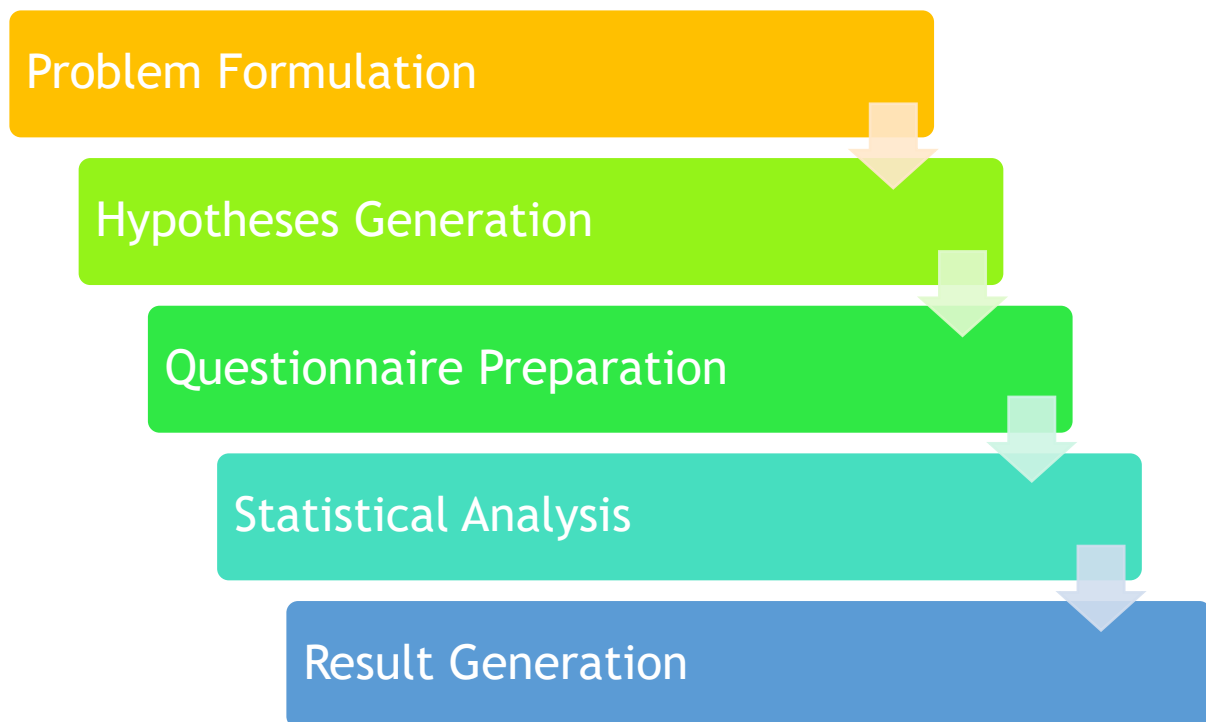 Problem Formulation
Hypotheses Generation
Questionnaire Preparation
Statistical Analysis
Result Generation